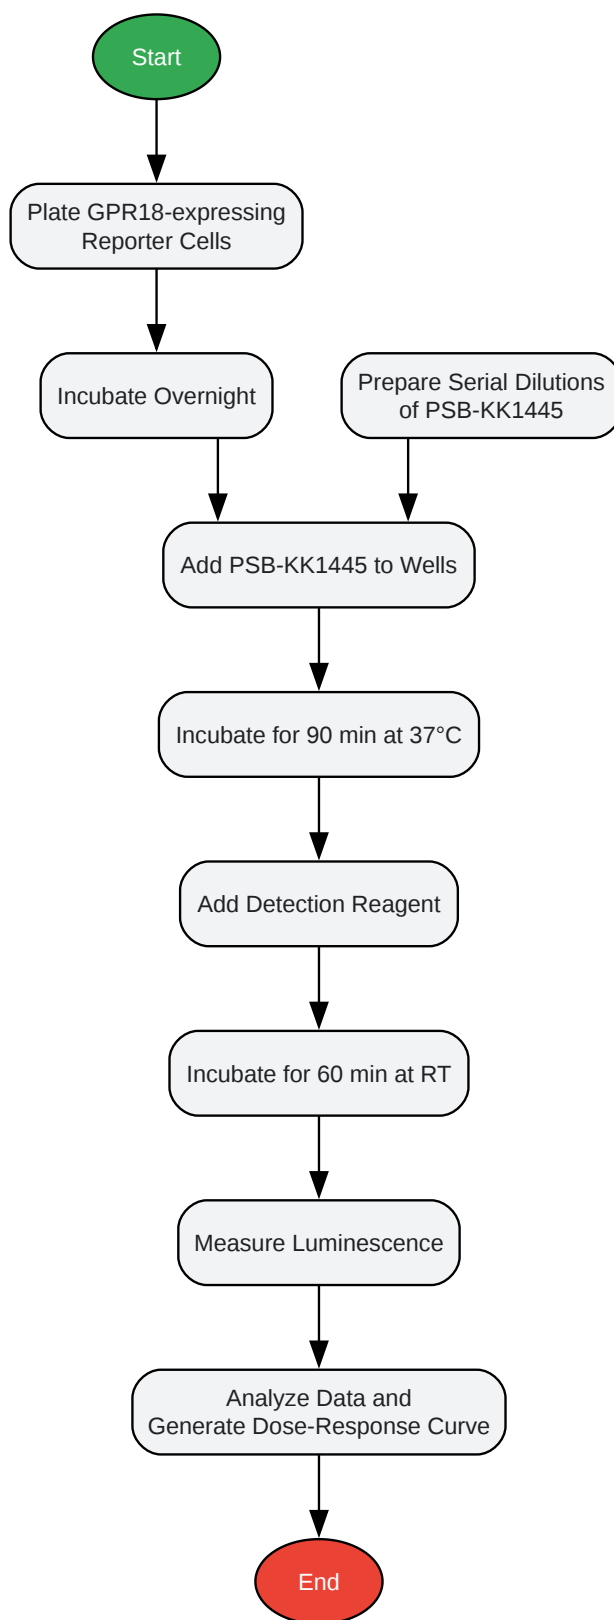 Start
Plate GPR18-expressing
Reporter Cells
Incubate Overnight
Prepare Serial Dilutions
of PSB-KK1445
Add PSB-KK1445 to Wells
Incubate for 90 min at 37°C
Add Detection Reagent
Incubate for 60 min at RT
Measure Luminescence
Analyze Data and
Generate Dose-Response Curve
End